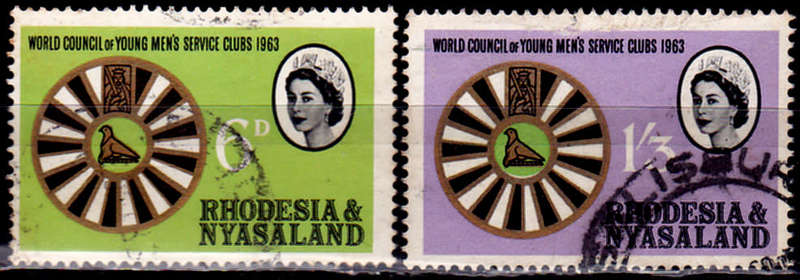 WORLD COUNCIL OF YOUNG MEN'S SERVICE CLUBS 1963
6D
RHODESIA &
NYASALAND
WORLD COUNCIL OF YOUNG MEN'S SERVICE CLUBS 1963
1/3
RHODESIA &
NYASALAND
LISBUR